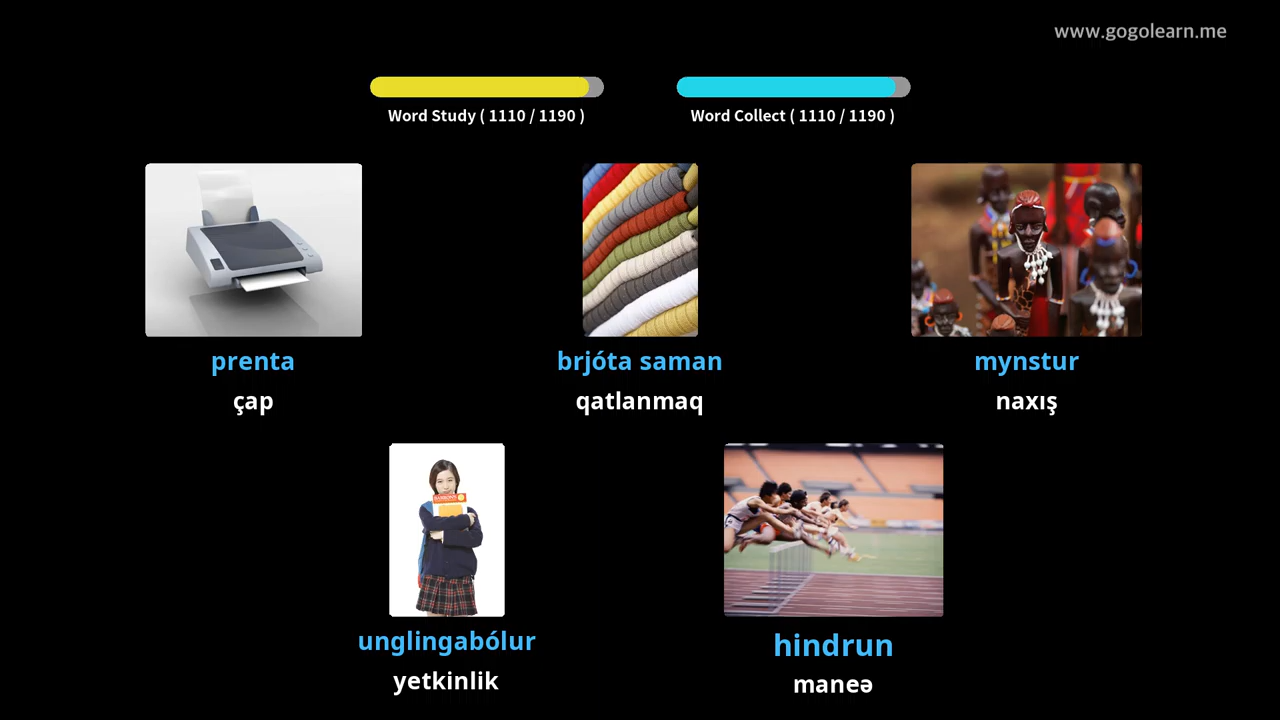 www.gogolearn.me
Word Study ( 1110 / 1190 )
Word Collect ( 1110 / 1190 )
prenta
brjóta saman
mynstur
çap
qatlanmaq
naxış
unglingabólur
hindrun
yetkinlik
maneə